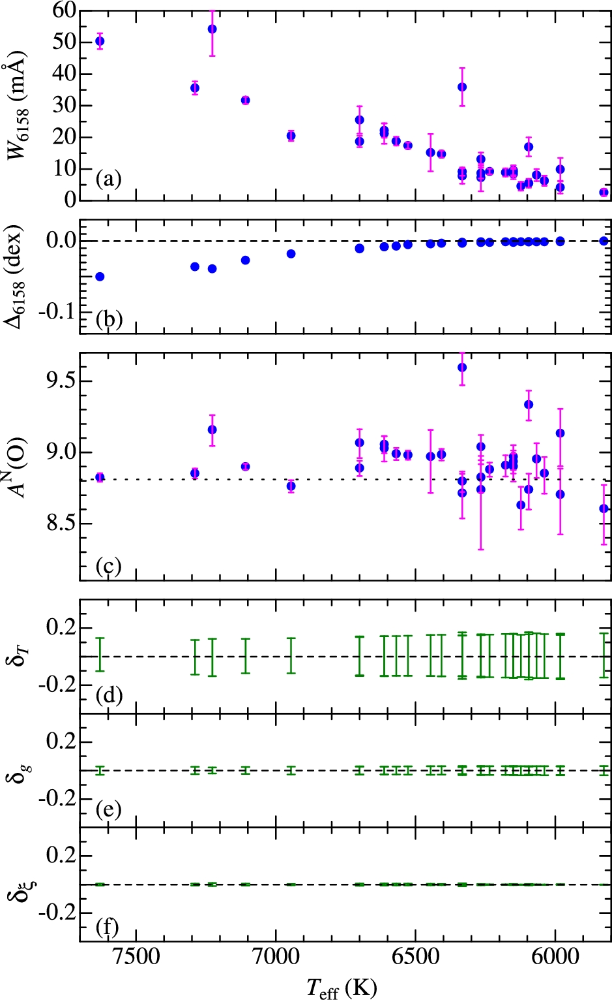 60
50
40
30
20
10
0
W6158 (mÅ)
(a)
0.0
-0.1
Δ6158 (dex)
(b)
9.5
9.0
8.5
A^N(O)
(c)
0.2
-0.2
δT
(d)
0.2
-0.2
δg
(e)
0.2
-0.2
δξ
(f)
7500 7000 6500 6000
Teff (K)